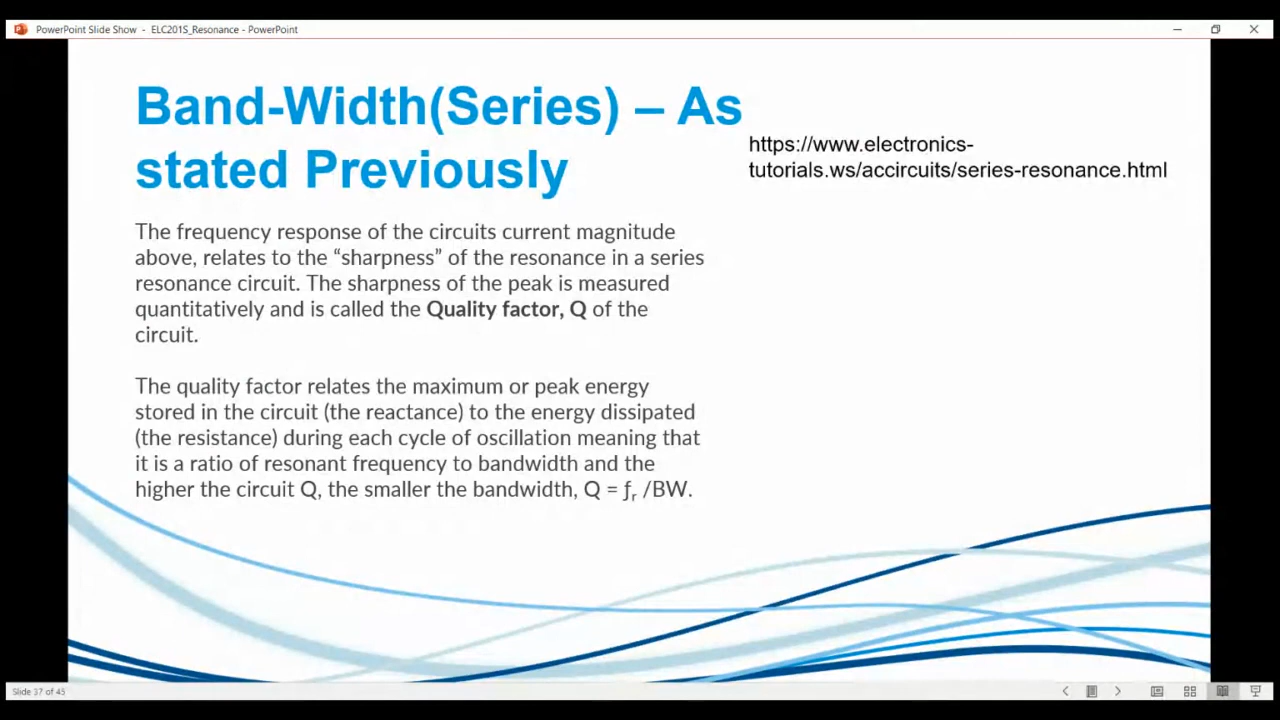 PowerPoint Slide Show - ELC201S_Resonance - PowerPoint
Band-Width(Series) – As
stated Previously
https://www.electronics-
tutorials.ws/accircuits/series-resonance.html
The frequency response of the circuits current magnitude
above, relates to the “sharpness” of the resonance in a series
resonance circuit. The sharpness of the peak is measured
quantitatively and is called the Quality factor, Q of the
circuit.
The quality factor relates the maximum or peak energy
stored in the circuit (the reactance) to the energy dissipated
(the resistance) during each cycle of oscillation meaning that
it is a ratio of resonant frequency to bandwidth and the
higher the circuit Q, the smaller the bandwidth, Q = ƒr /BW.
Slide 37 of 45